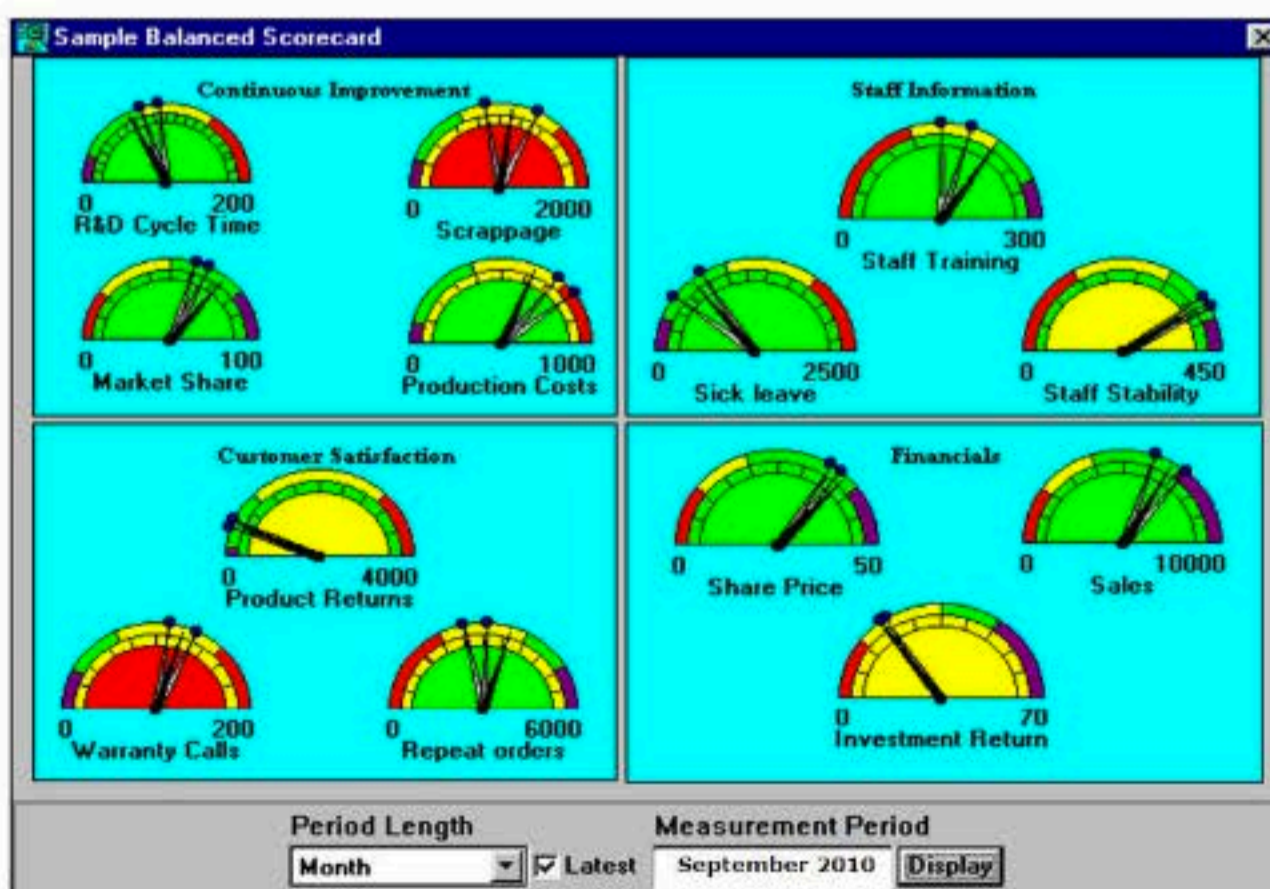 Sample Balanced Scorecard
Continuous Improvement
0 200
R&D Cycle Time
0 2000
Scrappage
0 100
Market Share
0 1000
Production Costs
Staff Information
0 300
Staff Training
0 2500
Sick leave
0 450
Staff Stability
Customer Satisfaction
0 4000
Product Returns
0 200
Warranty Calls
0 6000
Repeat orders
Financials
0 50
Share Price
0 10000
Sales
0 70
Investment Return
Period Length
Measurement Period
Month
Latest
September 2010
Display